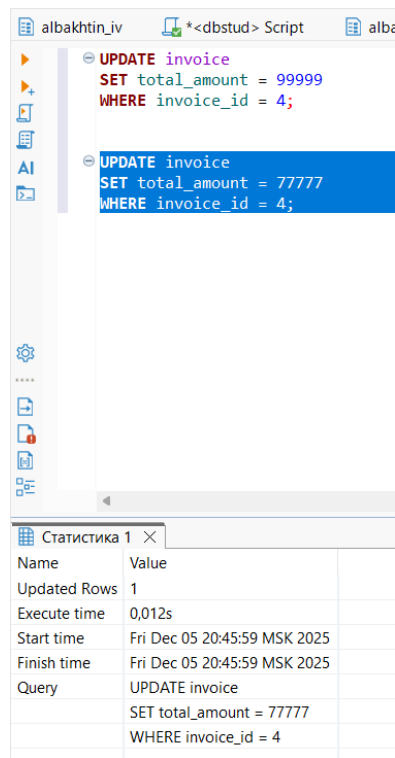 albakhtin_iv *<dbstud> Script alba
UPDATE invoice
SET total_amount = 99999
WHERE invoice_id = 4;
UPDATE invoice
SET total_amount = 77777
WHERE invoice_id = 4;
AI
Статистика 1
Name Value
Updated Rows 1
Execute time 0,012s
Start time Fri Dec 05 20:45:59 MSK 2025
Finish time Fri Dec 05 20:45:59 MSK 2025
Query UPDATE invoice
SET total_amount = 77777
WHERE invoice_id = 4